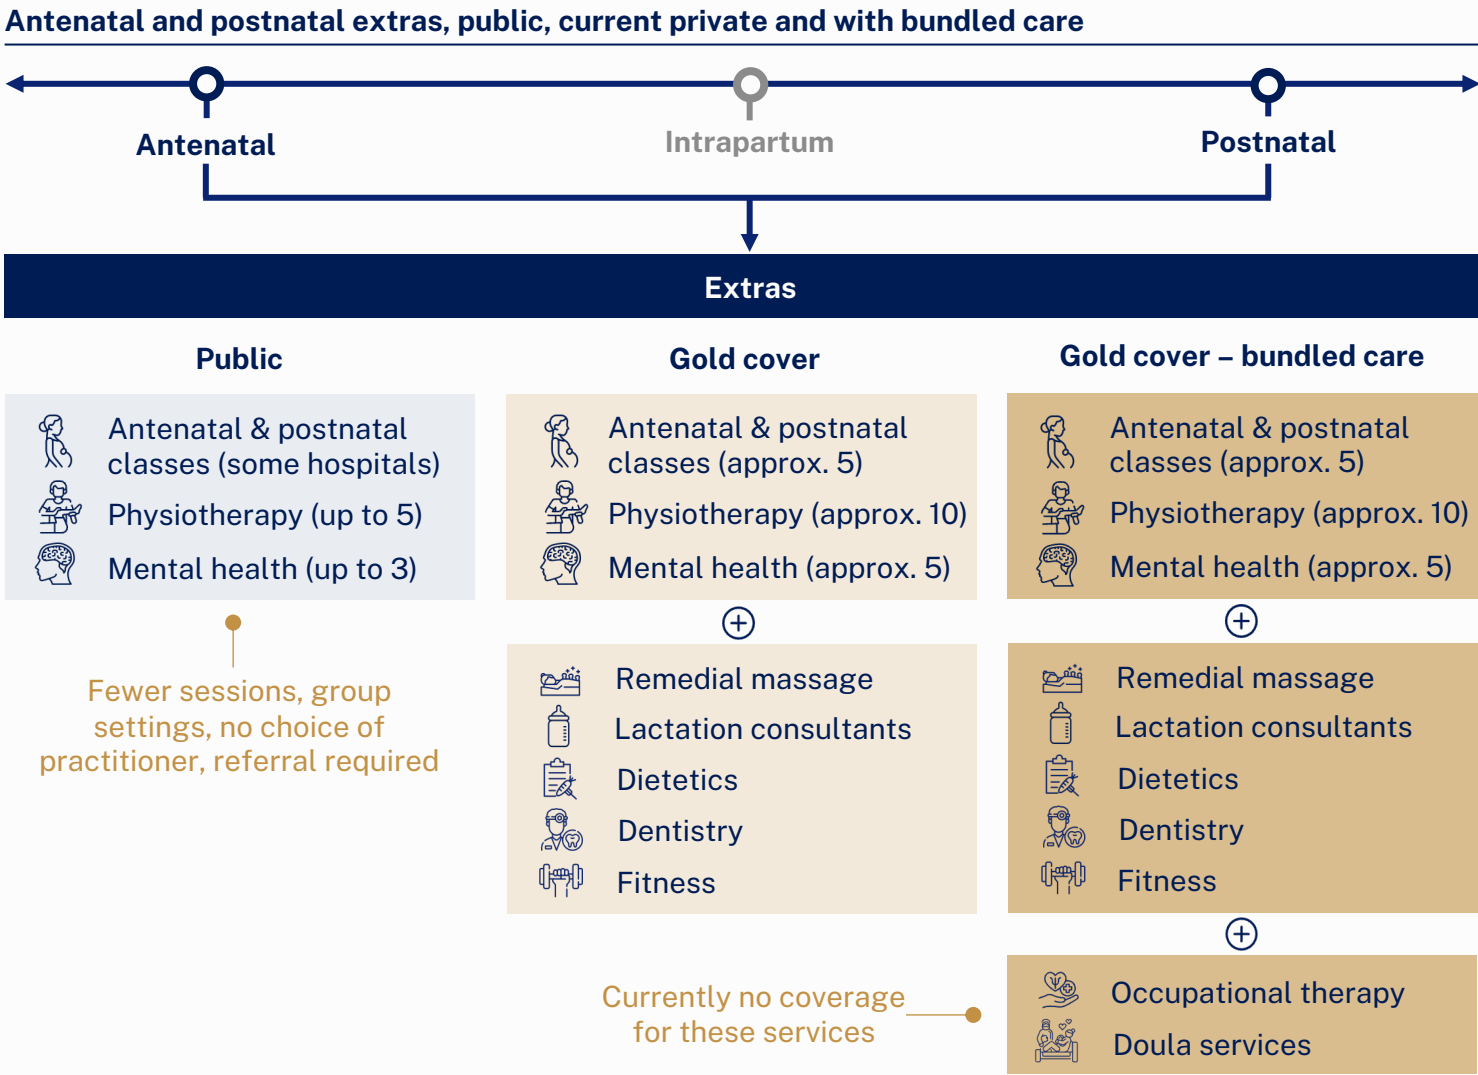 Antenatal and postnatal extras, public, current private and with bundled care
Antenatal
Intrapartum
Postnatal
Extras
Public
Antenatal & postnatal
classes (some hospitals)
Physiotherapy (up to 5)
Mental health (up to 3)
Fewer sessions, group
settings, no choice of
practitioner, referral required
Gold cover
Antenatal & postnatal
classes (approx. 5)
Physiotherapy (approx. 10)
Mental health (approx. 5)
Remedial massage
Lactation consultants
Dietetics
Dentistry
Fitness
Currently no coverage
for these services
Gold cover – bundled care
Antenatal & postnatal
classes (approx. 5)
Physiotherapy (approx. 10)
Mental health (approx. 5)
Remedial massage
Lactation consultants
Dietetics
Dentistry
Fitness
Occupational therapy
Doula services